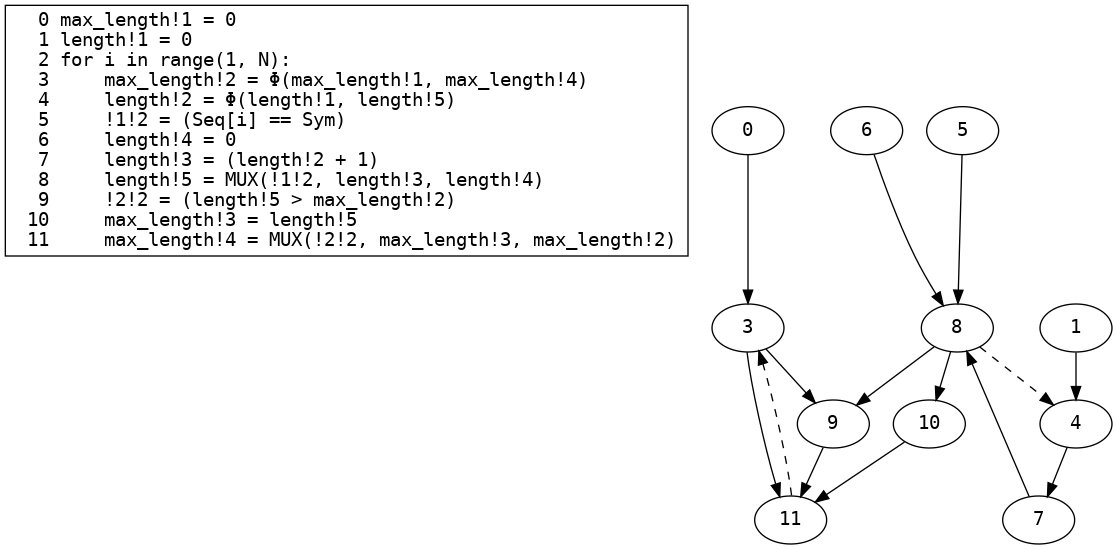 0 max_length!1 = 0
1 length!1 = 0
2 for i in range(1, N):
3     max_length!2 = Φ(max_length!1, max_length!4)
4     length!2 = Φ(length!1, length!5)
5     !1!2 = (Seq[i] == Sym)
6     length!4 = 0
7     length!3 = (length!2 + 1)
8     length!5 = MUX(!1!2, length!3, length!4)
9     !2!2 = (length!5 > max_length!2)
10     max_length!3 = length!5
11     max_length!4 = MUX(!2!2, max_length!3, max_length!2)
0 6 5
3 8 1
9 10 4
11 7